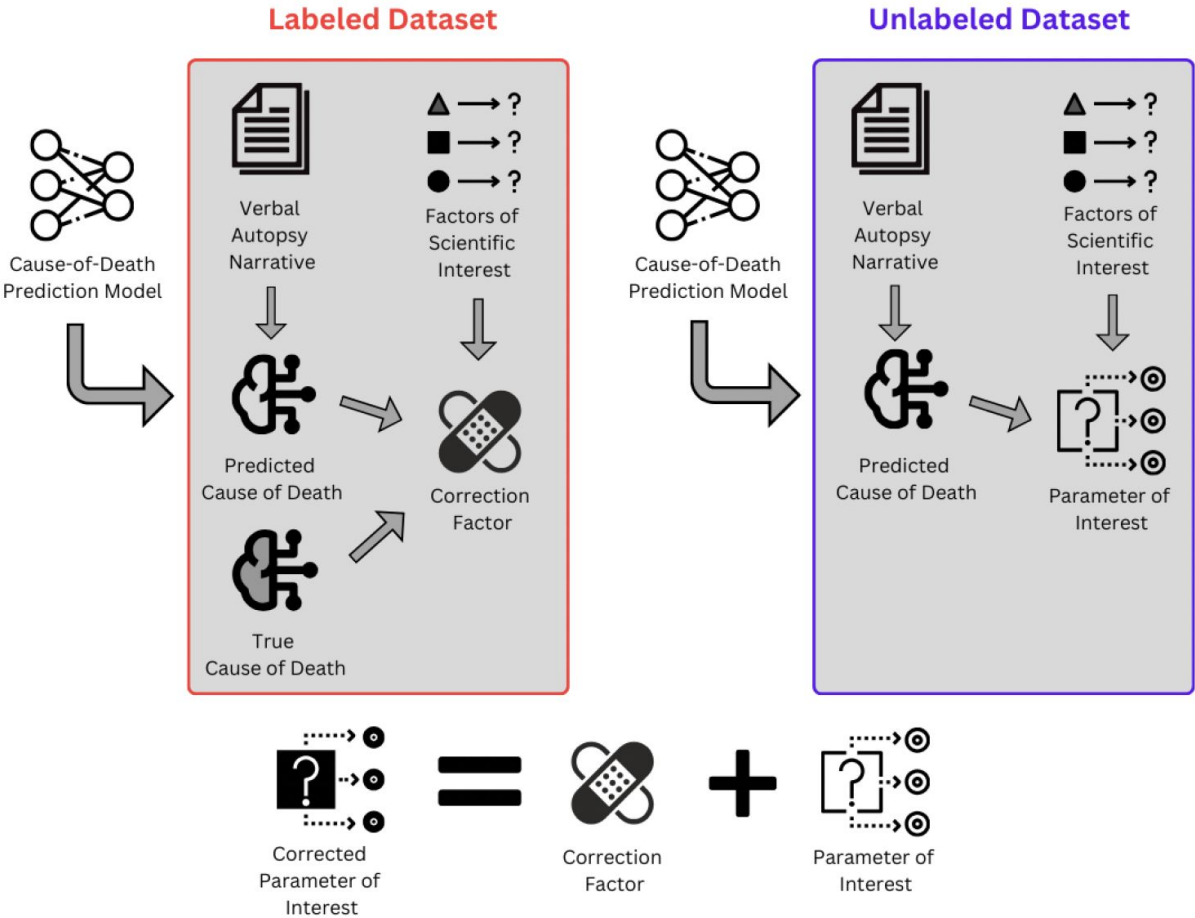 Labeled Dataset
Cause-of-Death
Prediction Model
Verbal
Autopsy
Narrative
?
?
?
Factors of
Scientific
Interest
Predicted
Cause of Death
Correction
Factor
True
Cause of Death
Unlabeled Dataset
Cause-of-Death
Prediction Model
Verbal
Autopsy
Narrative
?
?
?
Factors of
Scientific
Interest
Predicted
Cause of Death
?
Parameter of
Interest
?
=
+
?
Corrected
Parameter of
Interest
Correction
Factor
Parameter of
Interest